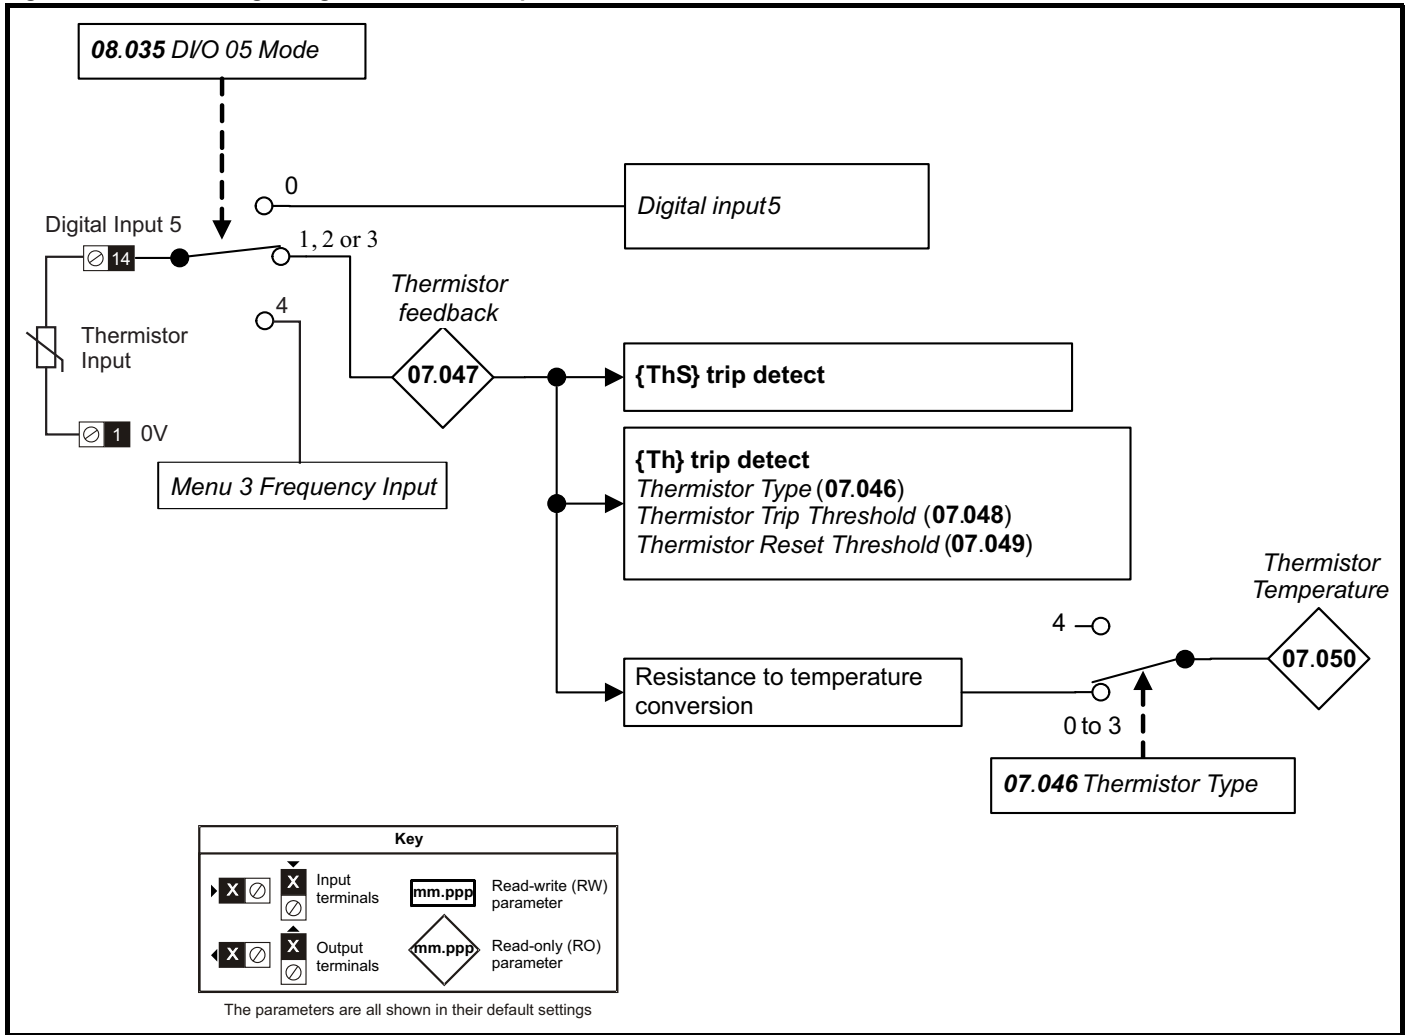 08.035 DI/O 05 Mode
0
Digital input5
Digital Input 5
14
1, 2 or 3
4
Thermistor
Input
Thermistor
feedback
07.047
{ThS} trip detect
1 0V
Menu 3 Frequency Input
{Th} trip detect
Thermistor Type (07.046)
Thermistor Trip Threshold (07.048)
Thermistor Reset Threshold (07.049)
Thermistor
Temperature
4
07.050
Resistance to temperature
conversion
0 to 3
07.046 Thermistor Type
Key
X
X
Input
terminals
mm.ppp
Read-write (RW)
parameter
X
X
Output
terminals
mm.ppp
Read-only (RO)
parameter
The parameters are all shown in their default settings